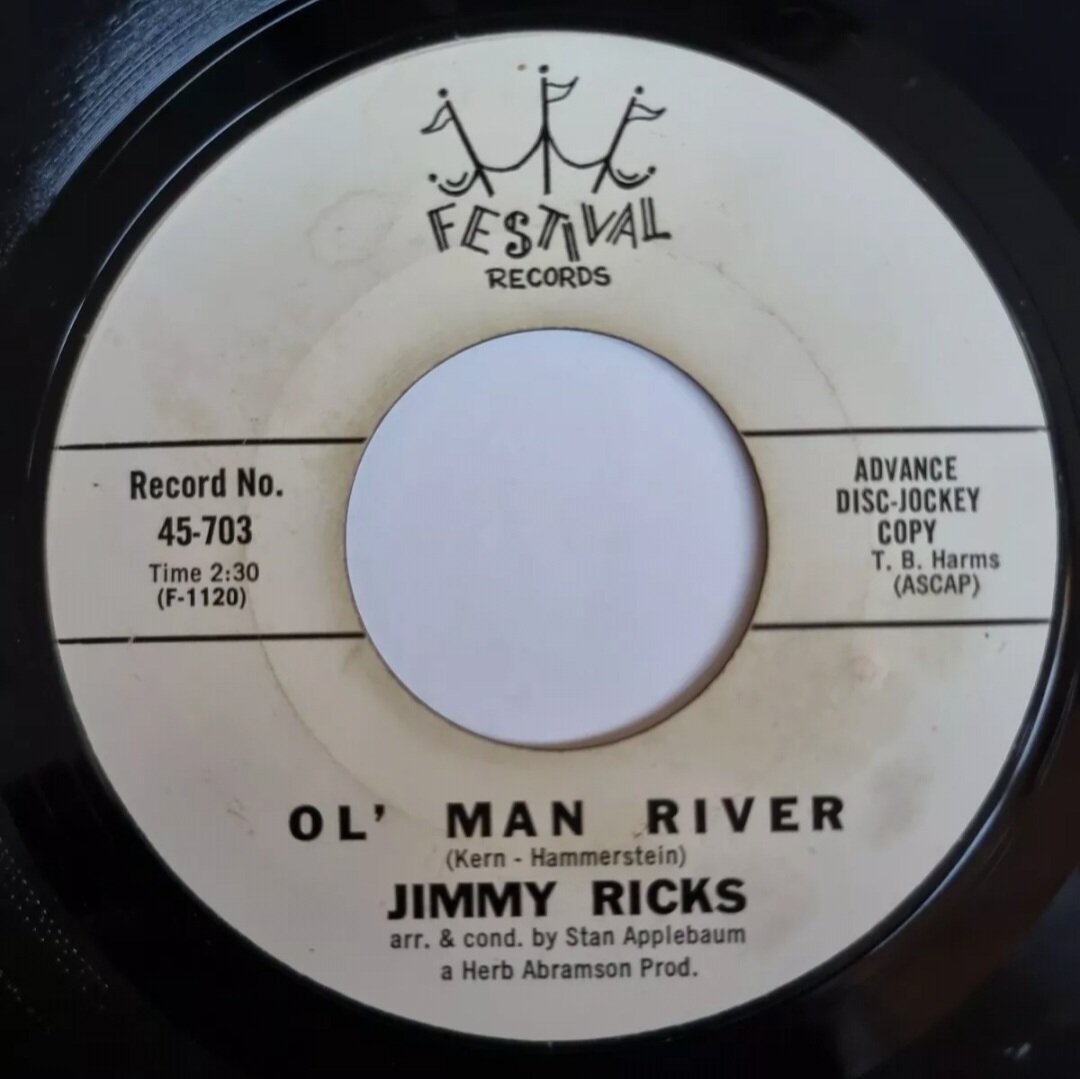 FESTIVAL
RECORDS
Record No.
45-703
Time 2:30
(F-1120)
ADVANCE
DISC-JOCKEY
COPY
T. B. Harms
(ASCAP)
OL' MAN RIVER
(Kern - Hammerstein)
JIMMY RICKS
arr. & cond. by Stan Applebaum
a Herb Abramson Prod.